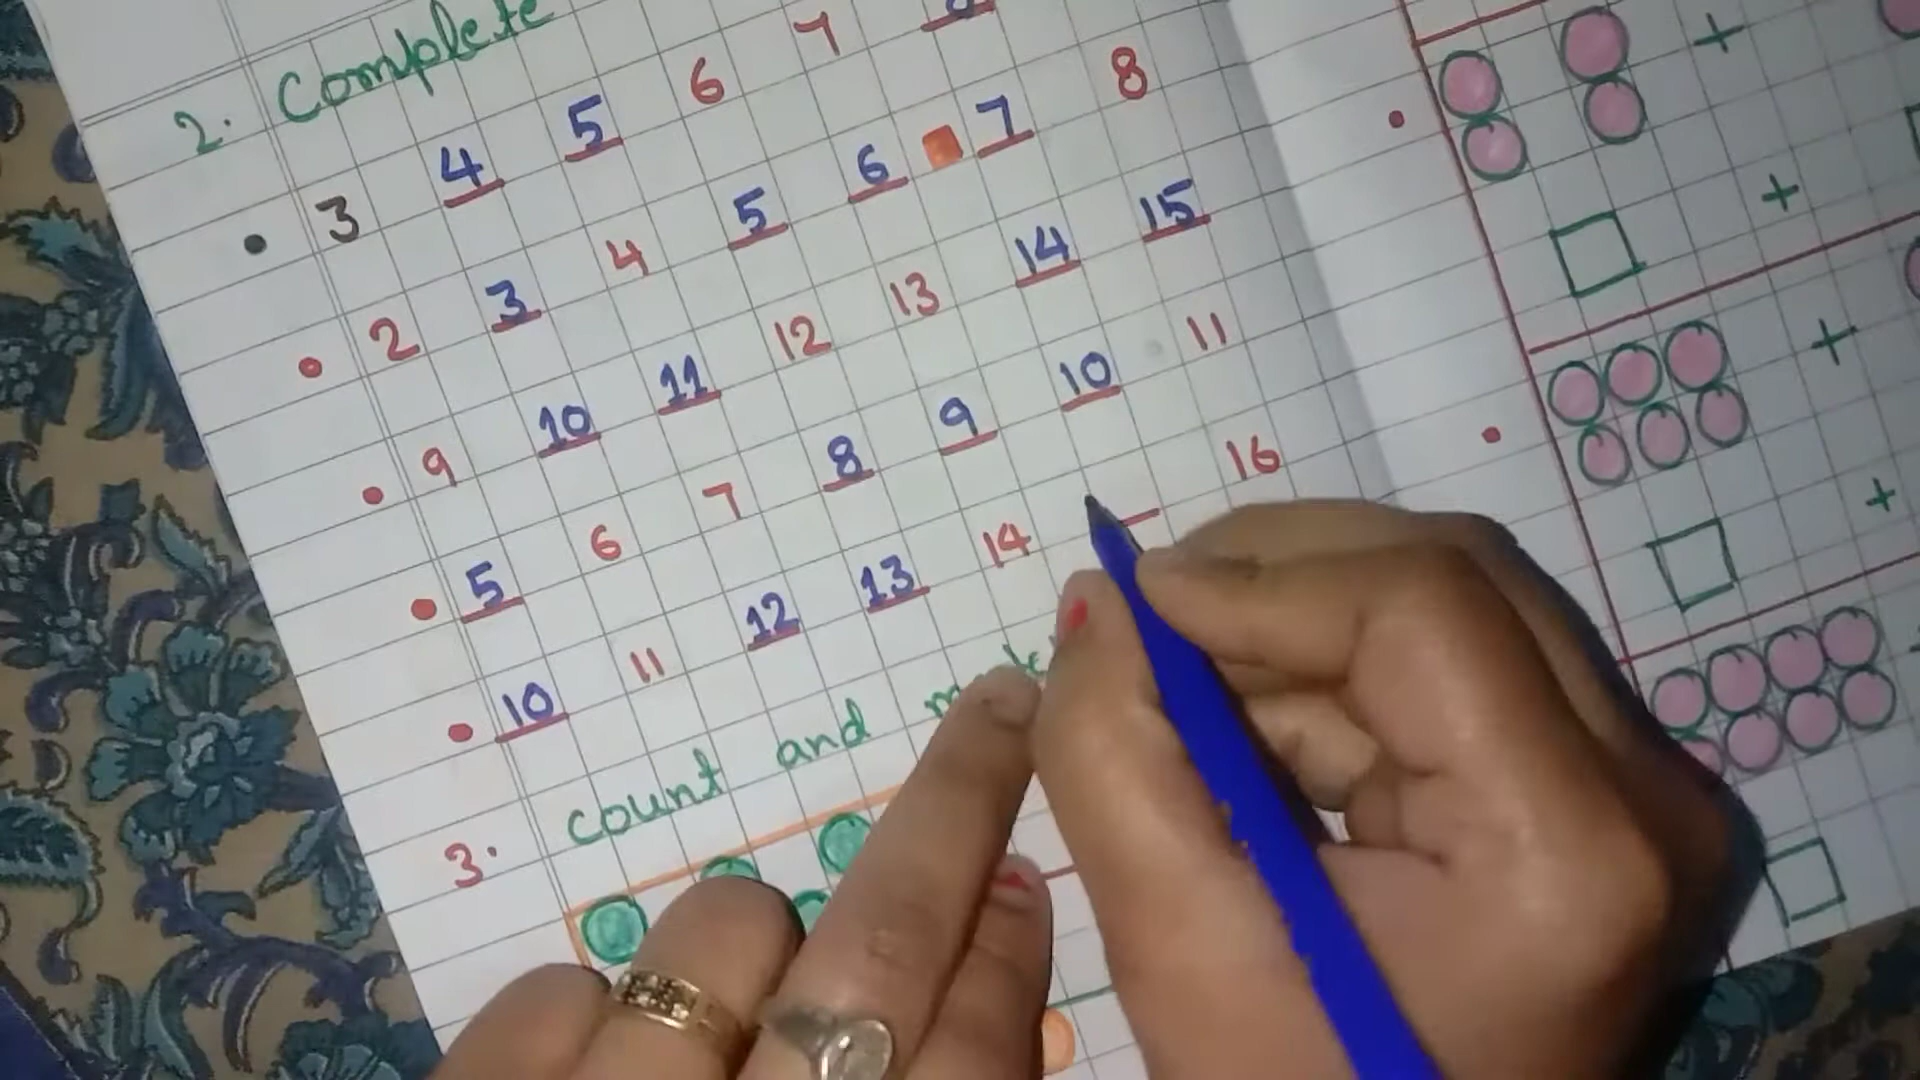 2. Complete
3 4 5 6 7
2 3 4 5 6 7 8
9 10 11 12 13 14 15
5 6 7 8 9 10 11
10 11 12 13 14 _ 16
3. count and
+
+
+
+